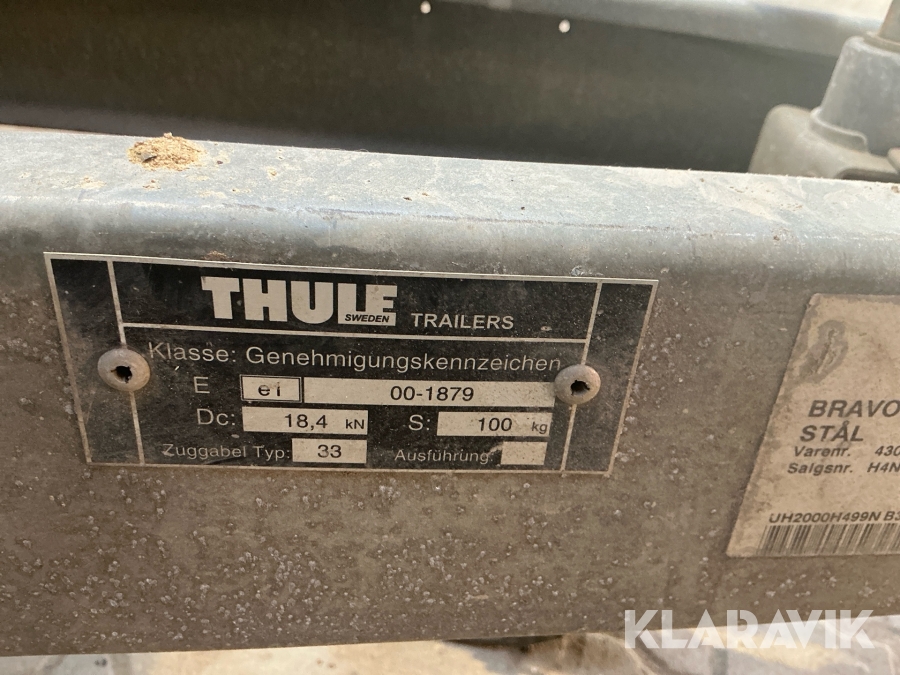 THULE
SWEDEN
TRAILERS
Klasse: Genehmigungskennzeichen
E e1 00-1879
Dc: 18,4 kN S: 100 kg
Zuggabel Typ: 33 Ausführung:
BRAVO
STÅL
Varenr. 430
Salgsnr. H4N
UH2000H499N B3
KLARAVIK